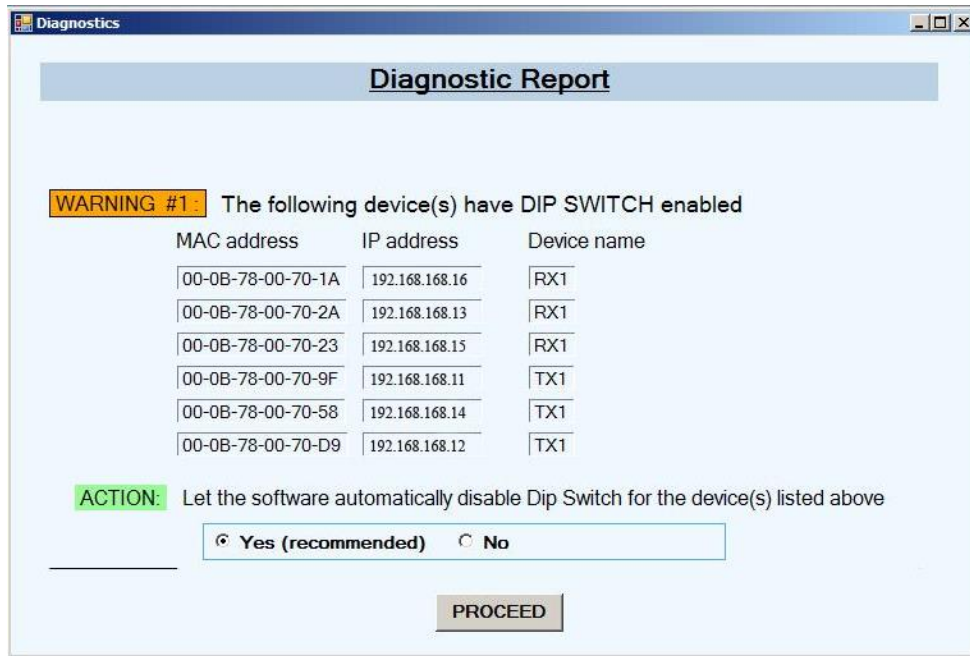 Diagnostics
Diagnostic Report
WARNING #1: The following device(s) have DIP SWITCH enabled
MAC address IP address Device name
00-0B-78-00-70-1A 192.168.168.16 RX1
00-0B-78-00-70-2A 192.168.168.13 RX1
00-0B-78-00-70-23 192.168.168.15 RX1
00-0B-78-00-70-9F 192.168.168.11 TX1
00-0B-78-00-70-58 192.168.168.14 TX1
00-0B-78-00-70-D9 192.168.168.12 TX1
ACTION: Let the software automatically disable Dip Switch for the device(s) listed above
Yes (recommended) No
PROCEED